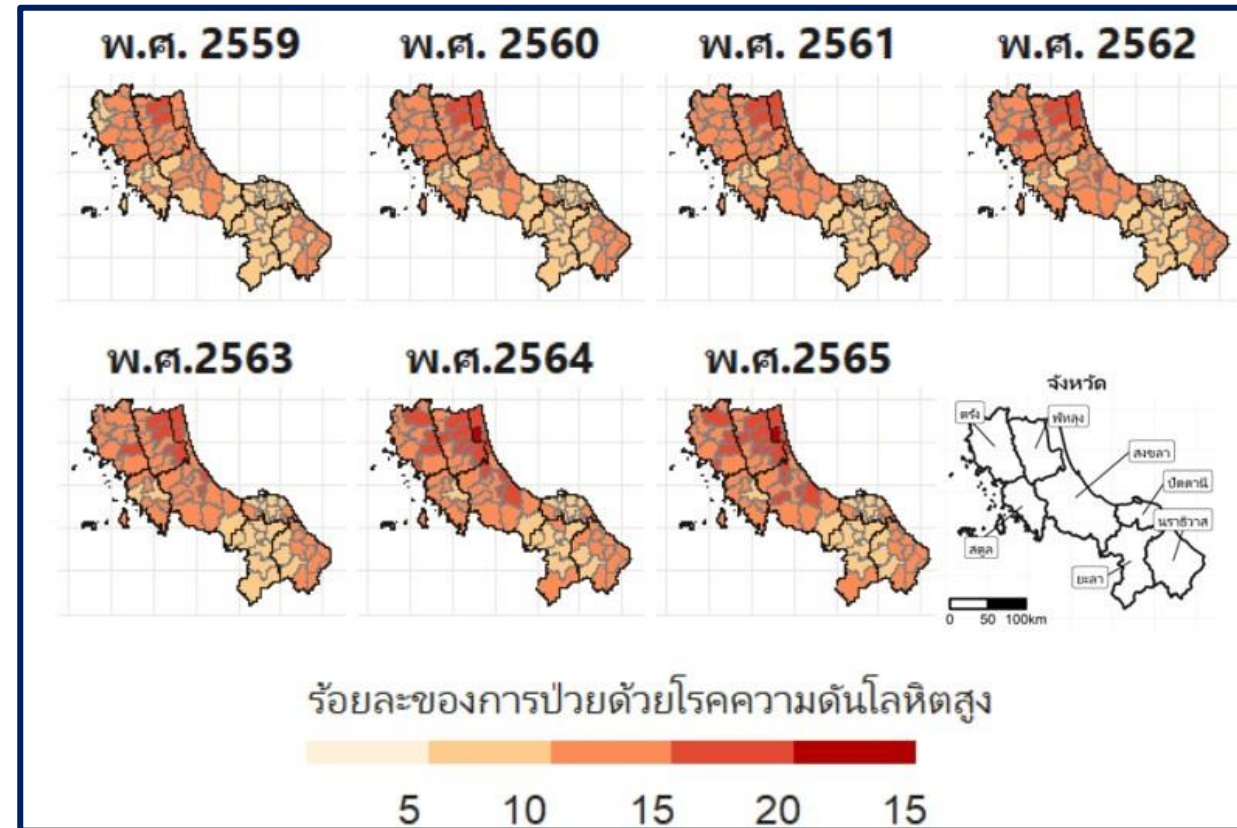 พ.ศ. 2559 พ.ศ. 2560 พ.ศ. 2561 พ.ศ. 2562
พ.ศ.2563 พ.ศ.2564 พ.ศ.2565
จังหวัด
ตรัง
พัทลุง
สงขลา
ปัตตานี
นราธิวาส
สตูล
ยะลา
0 50 100km
ร้อยละของการป่วยด้วยโรคความดันโลหิตสูง
5 10 15 20 15